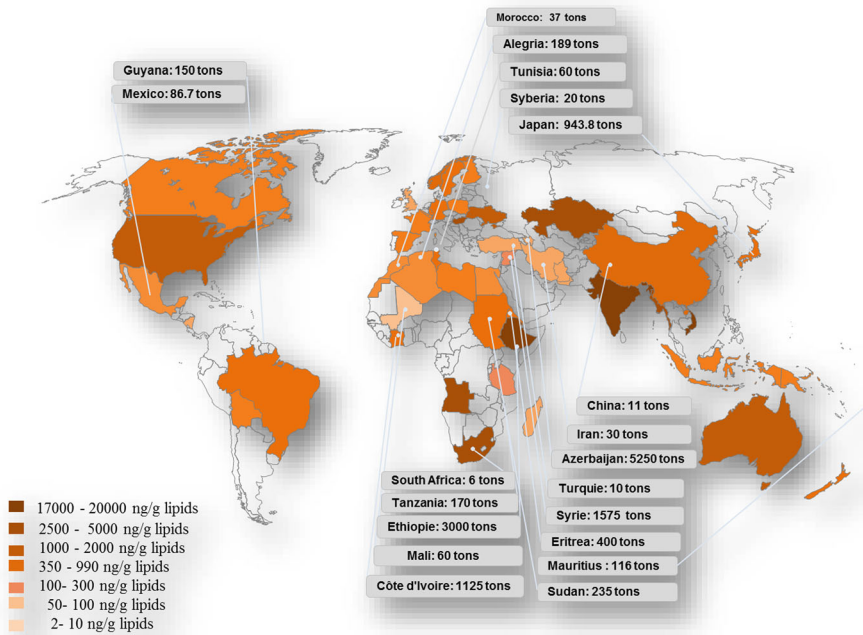 Morocco: 37 tons
Alegria: 189 tons
Tunisia: 60 tons
Syberia: 20 tons
Japan: 943.8 tons
Guyana: 150 tons
Mexico: 86.7 tons
China: 11 tons
Iran: 30 tons
Azerbaijan: 5250 tons
Turquie: 10 tons
Syrie: 1575 tons
Eritrea: 400 tons
Mauritius : 116 tons
Sudan: 235 tons
South Africa: 6 tons
Tanzania: 170 tons
Ethiopie: 3000 tons
Mali: 60 tons
Côte d'Ivoire: 1125 tons
17000 - 20000 ng/g lipids
2500 - 5000 ng/g lipids
1000 - 2000 ng/g lipids
350 - 990 ng/g lipids
100- 300 ng/g lipids
50- 100 ng/g lipids
2- 10 ng/g lipids